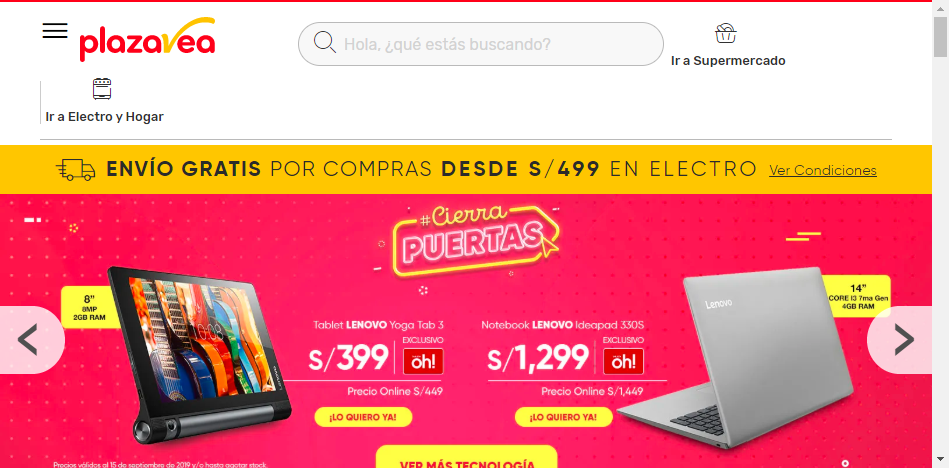 plazavea
Hola, ¿qué estás buscando?
Ir a Supermercado
Ir a Electro y Hogar
ENVÍO GRATIS POR COMPRAS DESDE S/499 EN ELECTRO Ver Condiciones
#Cierra
PUERTAS
8”
8MP
2GB RAM
Tablet LENOVO Yoga Tab 3
S/399
EXCLUSIVO
oh!
Precio Online S/449
¡LO QUIERO YA!
Notebook LENOVO Ideapad 330S
S/1,299
EXCLUSIVO
oh!
Precio Online S/1,449
¡LO QUIERO YA!
Lenovo
14”
CORE I3 7ma Gen
4GB RAM
VER MÁS TECNOLOGÍA
Precios válidos al 15 de septiembre de 2019 y/o hasta agotar stock.